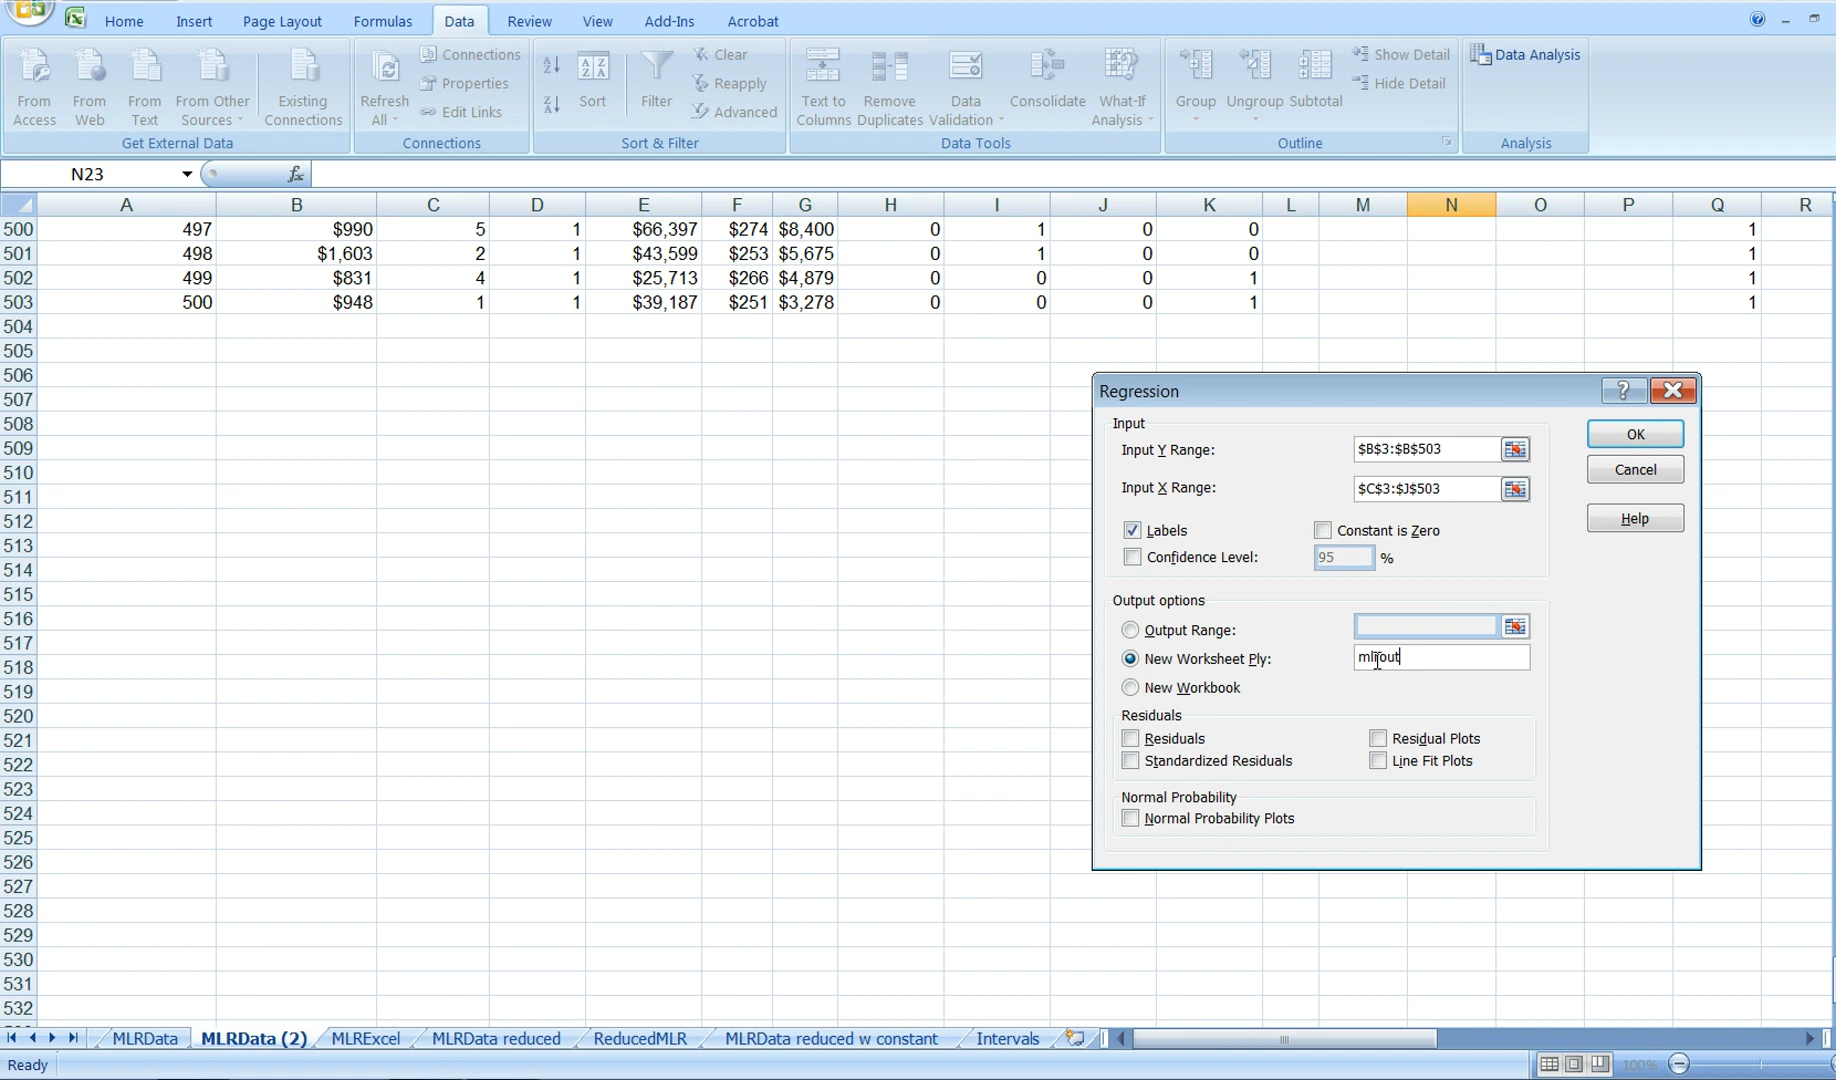 Home Insert Page Layout Formulas Data Review View Add-Ins Acrobat
From Access
From Web
From Text
From Other Sources
Existing Connections
Get External Data
Refresh All
Connections
Properties
Edit Links
Connections
Sort
Filter
Clear
Reapply
Advanced
Sort & Filter
Text to Columns
Remove Duplicates
Data Validation
Consolidate
What-If Analysis
Data Tools
Group
Ungroup
Subtotal
Show Detail
Hide Detail
Outline
Data Analysis
Analysis
N23 fx
A B C D E F G H I J K L M N O P Q R
500 497 $990 5 1 $66,397 $274 $8,400 0 1 0 0 1
501 498 $1,603 2 1 $43,599 $253 $5,675 0 1 0 0 1
502 499 $831 4 1 $25,713 $266 $4,879 0 0 0 1 1
503 500 $948 1 1 $39,187 $251 $3,278 0 0 0 1 1
504
505
506
507
508
509
510
511
512
513
514
515
516
517
518
519
520
521
522
523
524
525
526
527
528
529
530
531
532
Regression
Input
Input Y Range: $B$3:$B$503
Input X Range: $C$3:$J$503
Labels Constant is Zero
Confidence Level: 95 %
OK
Cancel
Help
Output options
Output Range:
New Worksheet Ply: mlrout
New Workbook
Residuals
Residuals Residual Plots
Standardized Residuals Line Fit Plots
Normal Probability
Normal Probability Plots
MLRData MLRData (2) MLRExcel MLRData reduced ReducedMLR MLRData reduced w constant Intervals
Ready 100%